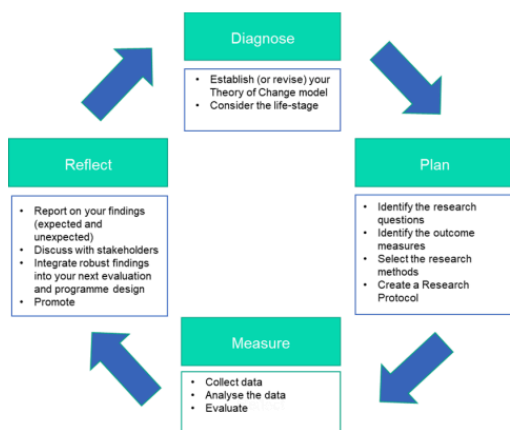 Diagnose
• Establish (or revise) your
Theory of Change model
• Consider the life-stage
Plan
• Identify the research
questions
• Identify the outcome
measures
• Select the research
methods
• Create a Research
Protocol
Measure
• Collect data
• Analyse the data
• Evaluate
Reflect
• Report on your findings
(expected and
unexpected)
• Discuss with stakeholders
• Integrate robust findings
into your next evaluation
and programme design
• Promote